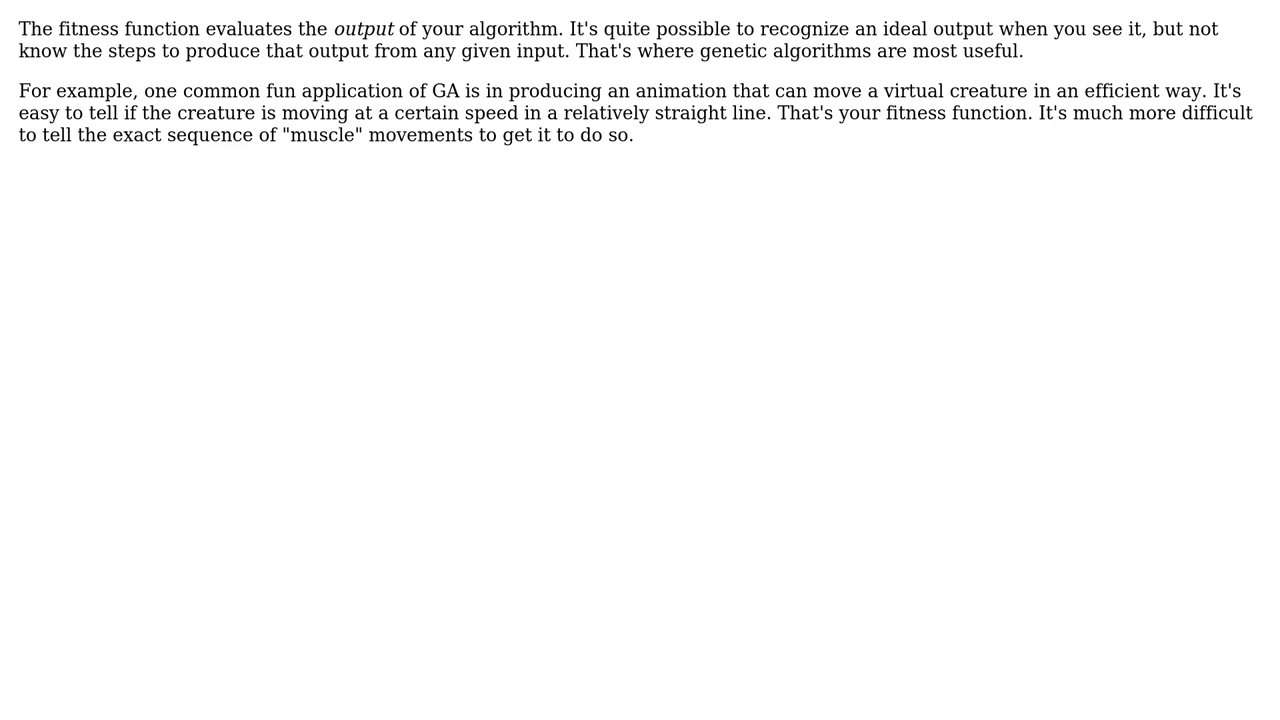 The fitness function evaluates the output of your algorithm. It's quite possible to recognize an ideal output when you see it, but not
know the steps to produce that output from any given input. That's where genetic algorithms are most useful.
For example, one common fun application of GA is in producing an animation that can move a virtual creature in an efficient way. It's
easy to tell if the creature is moving at a certain speed in a relatively straight line. That's your fitness function. It's much more difficult
to tell the exact sequence of "muscle" movements to get it to do so.